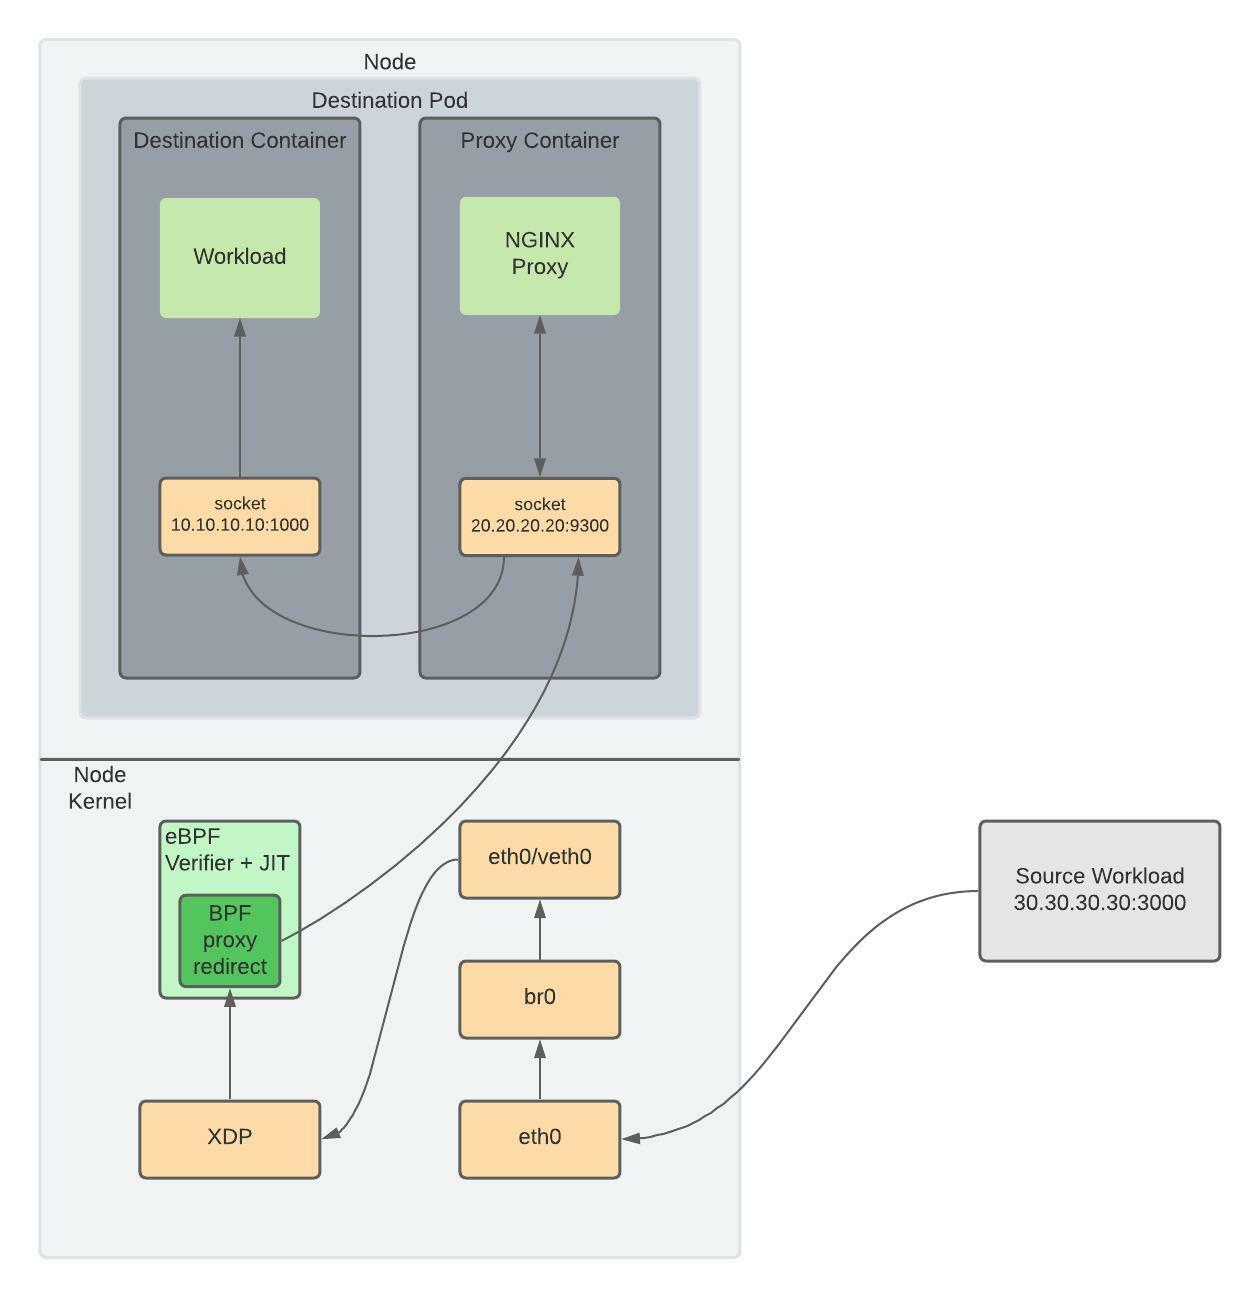 Node
Destination Pod
Destination Container
Proxy Container
Workload
NGINX
Proxy
socket
10.10.10.10:1000
socket
20.20.20.20:9300
Node
Kernel
eBPF
Verifier + JIT
BPF
proxy
redirect
eth0/veth0
Source Workload
30.30.30.30:3000
br0
XDP
eth0